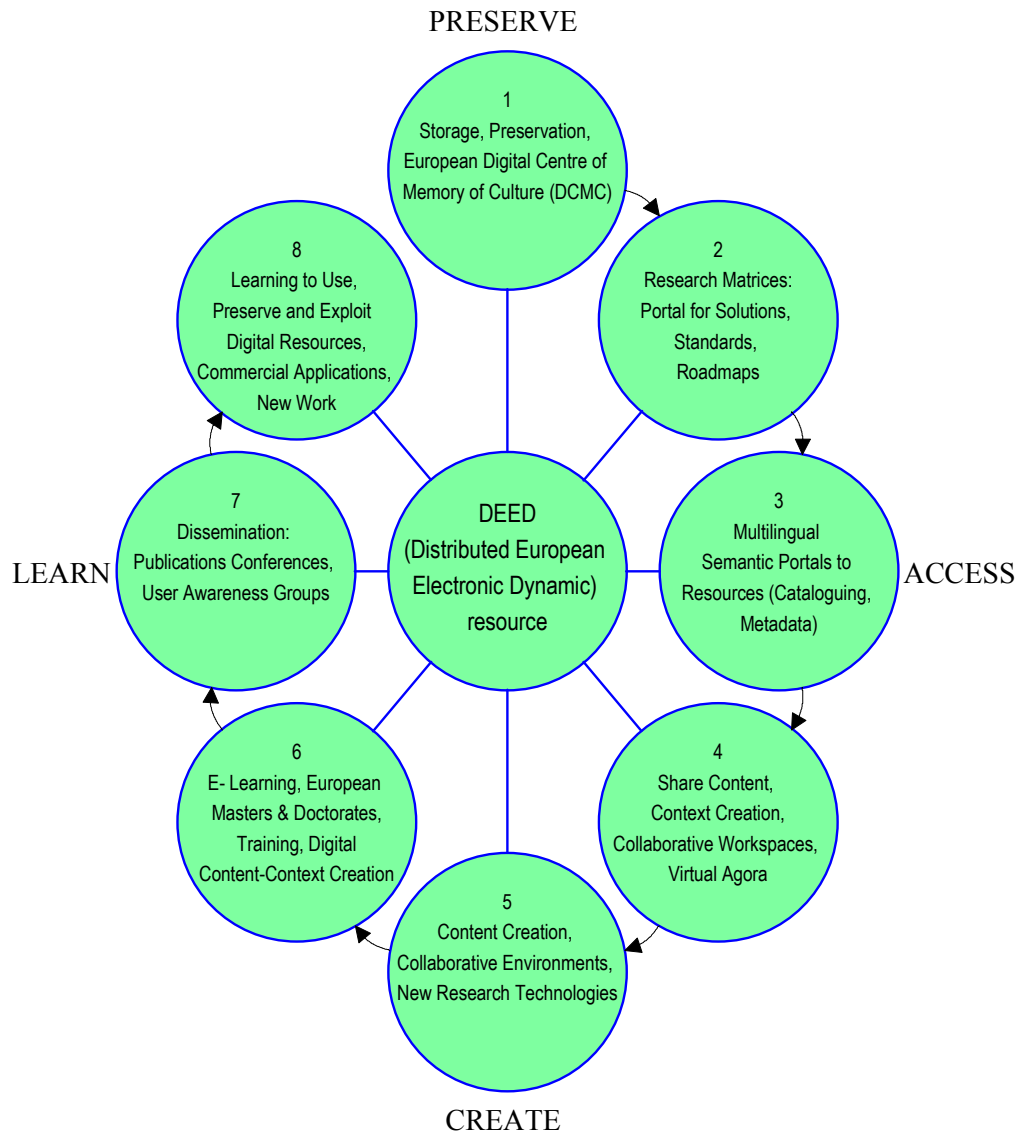 PRESERVE
1
Storage, Preservation,
European Digital Centre of
Memory of Culture (DCMC)
2
Research Matrices:
Portal for Solutions,
Standards,
Roadmaps
3
Multilingual
Semantic Portals to
Resources (Cataloguing,
Metadata)
ACCESS
4
Share Content,
Context Creation,
Collaborative Workspaces,
Virtual Agora
5
Content Creation,
Collaborative Environments,
New Research Technologies
CREATE
6
E- Learning, European
Masters & Doctorates,
Training, Digital
Content-Context Creation
7
Dissemination:
Publications Conferences,
User Awareness Groups
LEARN
8
Learning to Use,
Preserve and Exploit
Digital Resources,
Commercial Applications,
New Work
DEED
(Distributed European
Electronic Dynamic)
resource